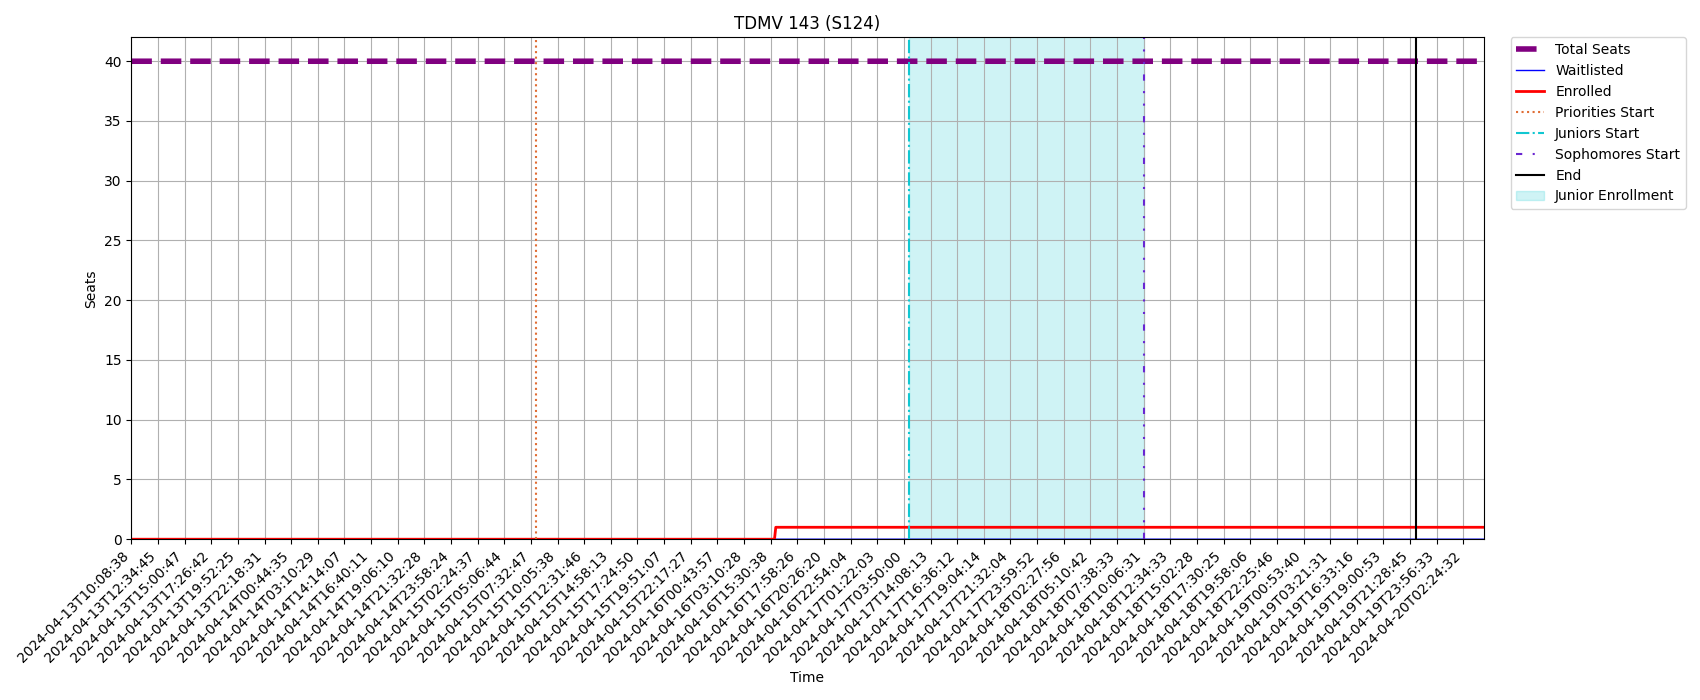 TDMV 143 (S124)
Total Seats
Waitlisted
Enrolled
Priorities Start
Juniors Start
Sophomores Start
End
Junior Enrollment
Seats
40
35
30
25
20
15
10
5
0
2024-04-13T10:08:38
2024-04-13T12:34:45
2024-04-13T15:00:47
2024-04-13T17:26:42
2024-04-13T19:52:25
2024-04-13T22:18:31
2024-04-14T00:44:35
2024-04-14T03:10:29
2024-04-14T14:14:07
2024-04-14T16:40:11
2024-04-14T19:06:10
2024-04-14T21:32:28
2024-04-14T23:58:24
2024-04-15T02:24:37
2024-04-15T05:06:44
2024-04-15T07:32:47
2024-04-15T10:05:38
2024-04-15T12:31:46
2024-04-15T14:58:13
2024-04-15T17:24:50
2024-04-15T19:51:07
2024-04-15T22:17:27
2024-04-16T00:43:57
2024-04-16T03:10:28
2024-04-16T15:30:38
2024-04-16T17:58:26
2024-04-16T20:26:20
2024-04-16T22:54:04
2024-04-17T01:22:03
2024-04-17T03:50:00
2024-04-17T14:08:13
2024-04-17T16:36:12
2024-04-17T19:04:14
2024-04-17T21:32:04
2024-04-17T23:59:52
2024-04-18T02:27:56
2024-04-18T05:10:42
2024-04-18T07:38:33
2024-04-18T10:06:31
2024-04-18T12:34:33
2024-04-18T15:02:28
2024-04-18T17:30:25
2024-04-18T19:58:06
2024-04-18T22:25:46
2024-04-19T00:53:40
2024-04-19T03:21:31
2024-04-19T16:33:16
2024-04-19T19:00:53
2024-04-19T21:28:45
2024-04-19T23:56:33
2024-04-20T02:24:32
Time